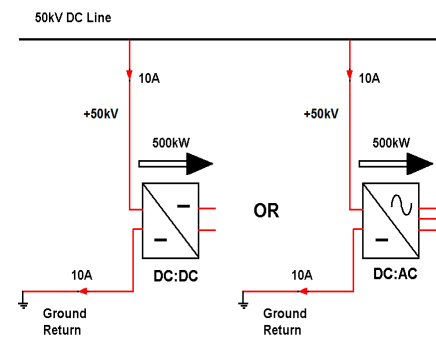 50kV DC Line
10A
10A
+50kV
+50kV
500kW
500kW
OR
10A
DC:DC
10A
DC:AC
Ground
Return
Ground
Return